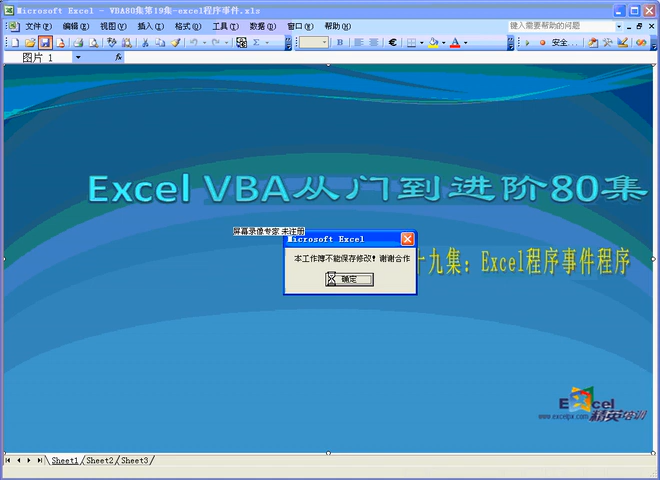 Microsoft Excel - VBA80集第19集-excel程序事件.xls
文件(F) 编辑(E) 视图(V) 插入(I) 格式(O) 工具(T) 数据(D) 窗口(W) 帮助(H) 键入需要帮助的问题
安全...
图片 1 fx
Excel VBA从门到进阶80集
屏幕录像专家 未注册
Microsoft Excel
十九集：Excel程序事件程序
本工作簿不能保存修改! 谢谢合作
确定
Excel
精英培训
Sheet1 Sheet2 Sheet3